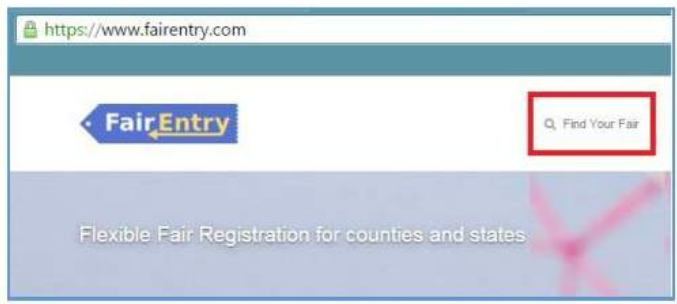 https://www.fairentry.com
FairEntry
Find Your Fair
Flexible Fair Registration for counties and states